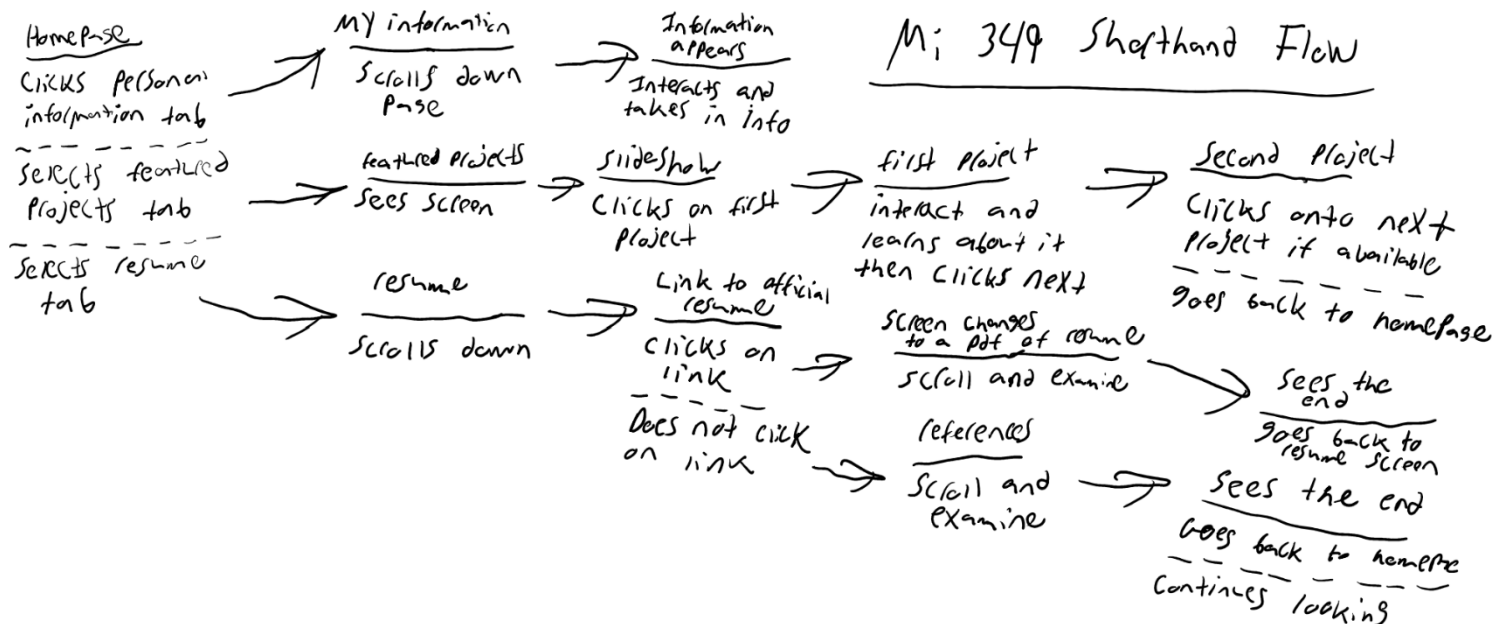 Mi 349 Shorthand Flow
HomePage
Clicks Personal
information tab
Selects featured
Projects tab
Selects resume
tab
MY information
Scrolls down
Page
Information
appears
Interacts and
takes in info
featured projects
Sees screen
Slideshow
Clicks on first
project
first project
interact and
learns about it
then clicks next
Second project
Clicks onto next
project if available
goes back to homepage
resume
Scrolls down
Link to official
resume
Clicks on
link
Does not click
on link
Screen changes
to a pdf of resume
scroll and examine
Sees the
end
goes back to
resume screen
references
Scroll and
examine
Sees the end
Goes back to homepage
Continues looking